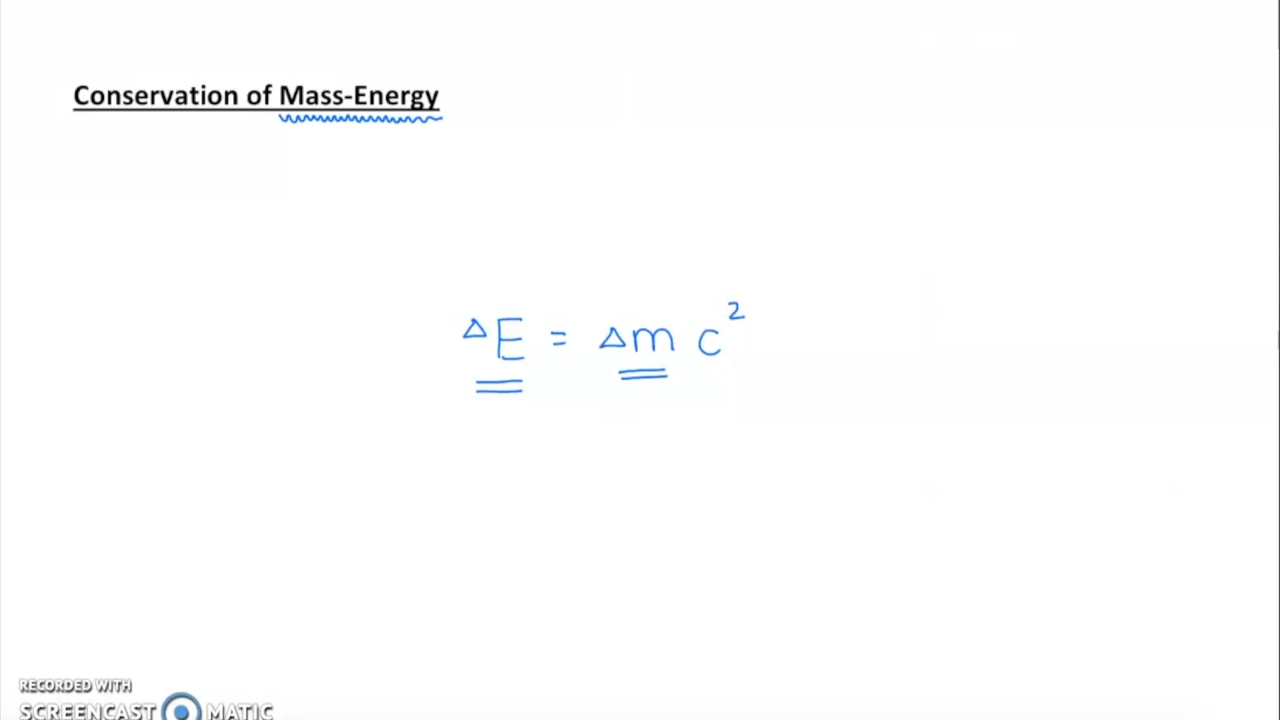 Conservation of Mass-Energy
ΔE = Δm c²
RECORDED WITH
SCREENCAST MATIC